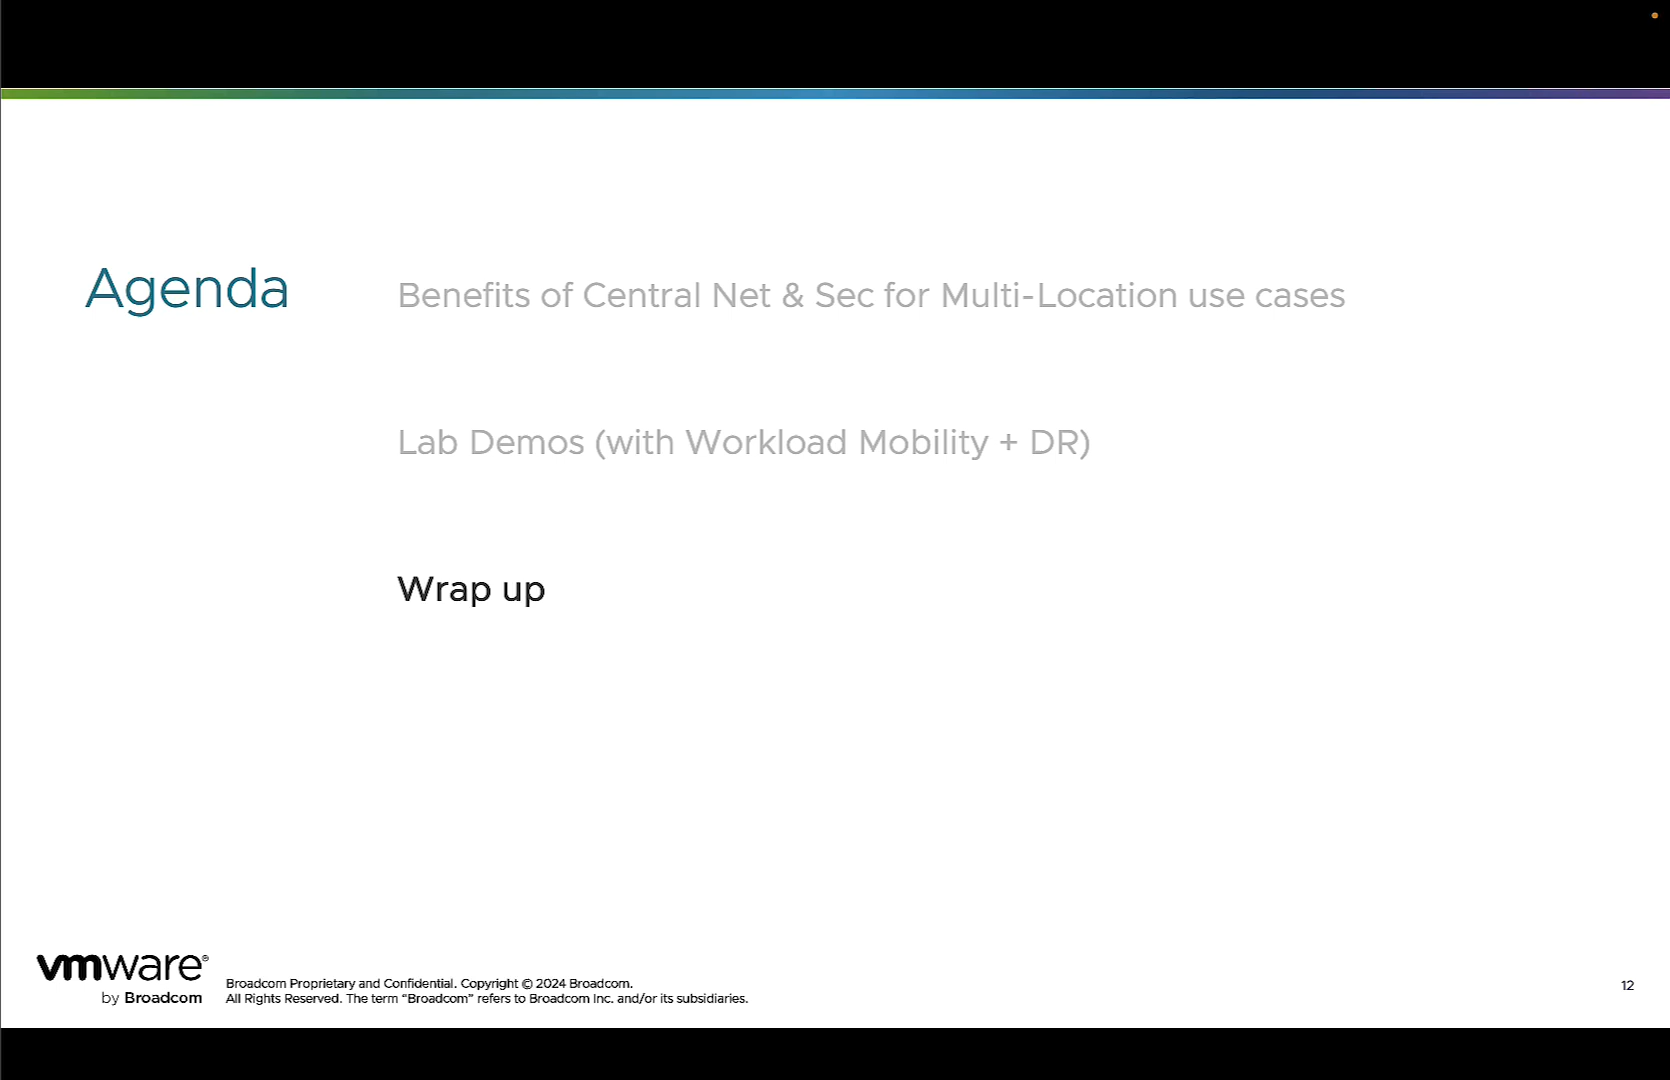 Agenda
Benefits of Central Net & Sec for Multi-Location use cases
Lab Demos (with Workload Mobility + DR)
Wrap up
vmware®
by Broadcom
Broadcom Proprietary and Confidential. Copyright © 2024 Broadcom.
All Rights Reserved. The term “Broadcom” refers to Broadcom Inc. and/or its subsidiaries.
12